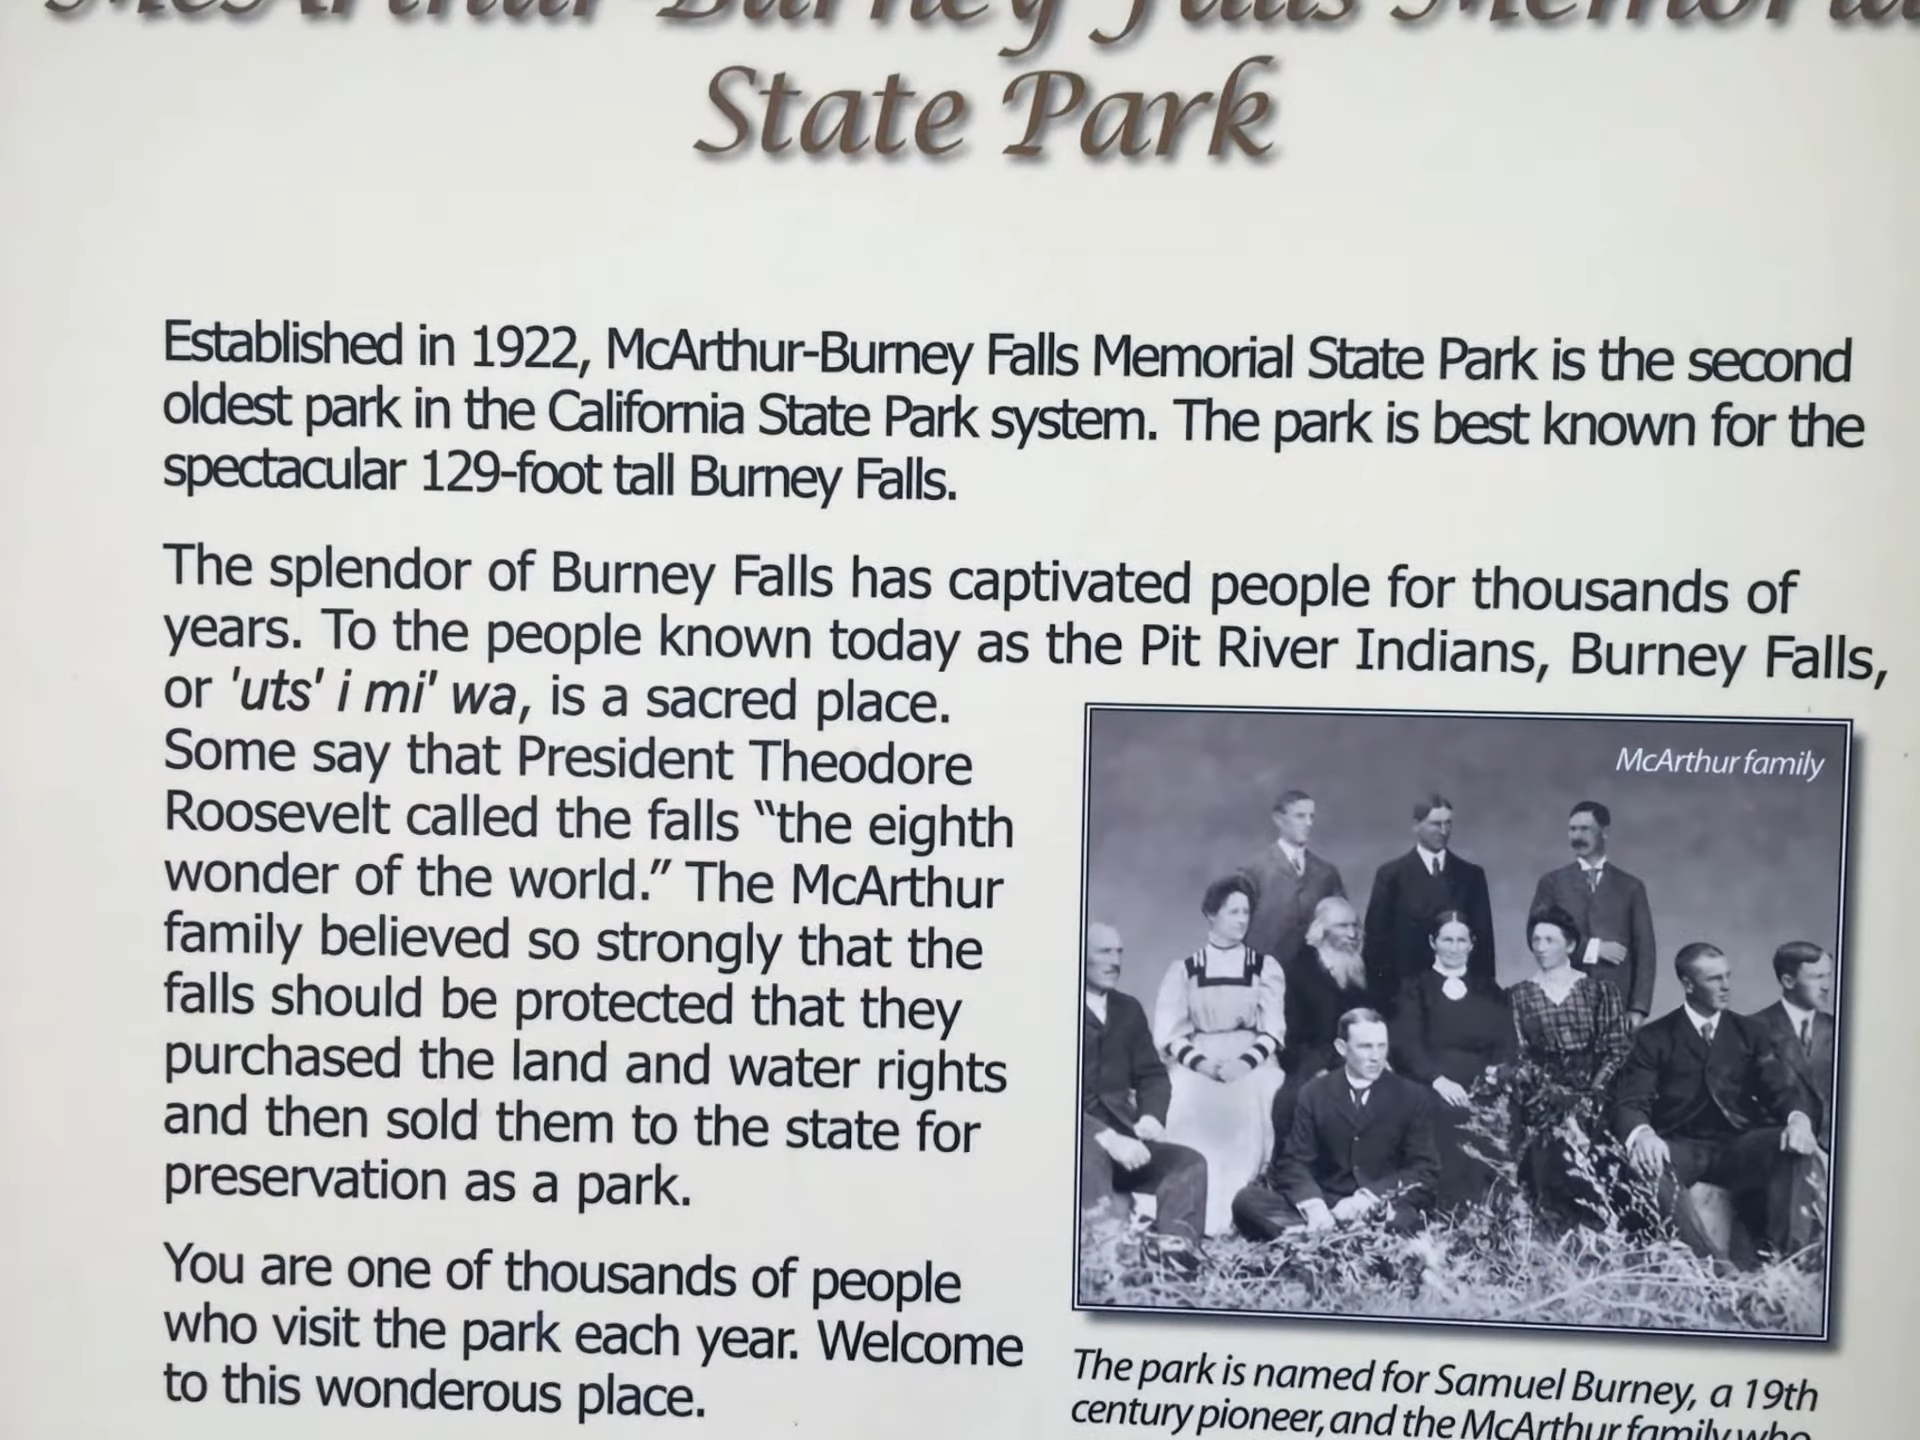 McArthur-Burney Falls Memorial
State Park
Established in 1922, McArthur-Burney Falls Memorial State Park is the second
oldest park in the California State Park system. The park is best known for the
spectacular 129-foot tall Burney Falls.
The splendor of Burney Falls has captivated people for thousands of
years. To the people known today as the Pit River Indians, Burney Falls,
or 'uts' i mi' wa, is a sacred place.
Some say that President Theodore
Roosevelt called the falls “the eighth
wonder of the world.” The McArthur
family believed so strongly that the
falls should be protected that they
purchased the land and water rights
and then sold them to the state for
preservation as a park.
You are one of thousands of people
who visit the park each year. Welcome
to this wonderous place.
McArthur family
The park is named for Samuel Burney, a 19th
century pioneer, and the McArthur family who